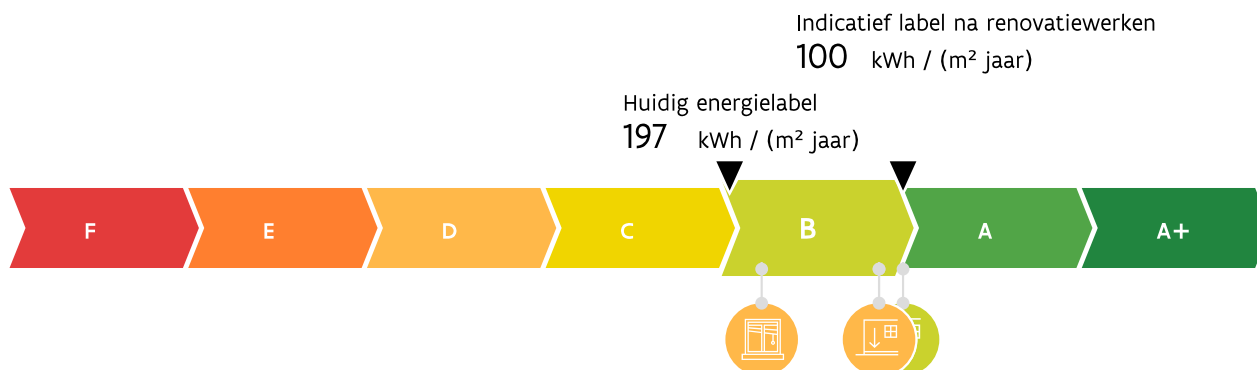 Indicatief label na renovatiewerken
100 kWh / (m² jaar)
Huidig energielabel
197 kWh / (m² jaar)
F E D C B A A+